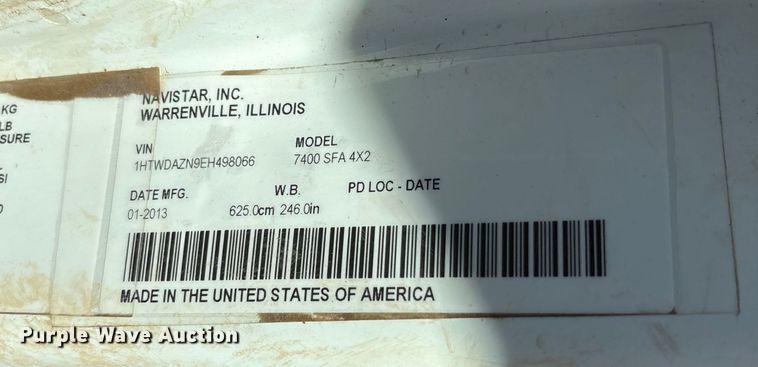 KG
LB
SURE
SI
NAVISTAR, INC.
WARRENVILLE, ILLINOIS
VIN MODEL
1HTWDAZN9EH498066 7400 SFA 4X2
DATE MFG. W.B. PD LOC - DATE
01-2013 625.0cm 246.0in
MADE IN THE UNITED STATES OF AMERICA
Purple Wave Auction